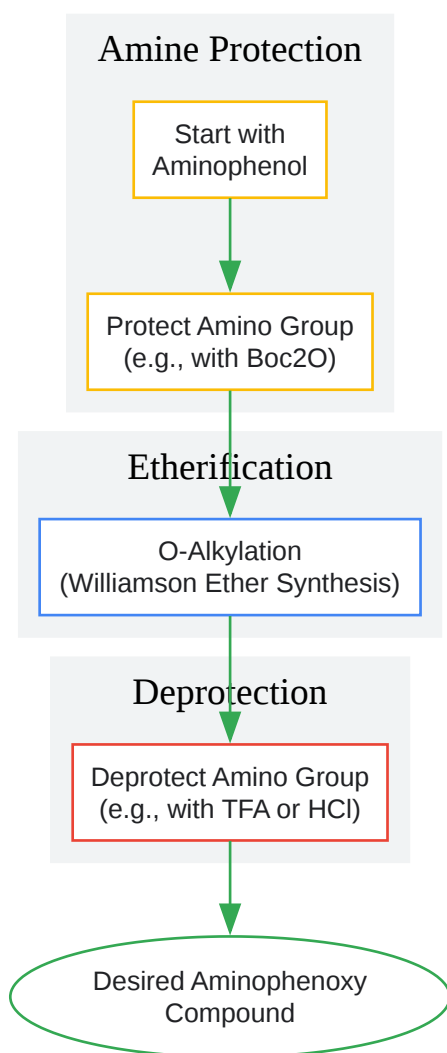 Amine Protection
Start with
Aminophenol
Protect Amino Group
(e.g., with Boc2O)
Etherification
O-Alkylation
(Williamson Ether Synthesis)
Deprotection
Deprotect Amino Group
(e.g., with TFA or HCl)
Desired Aminophenoxy
Compound